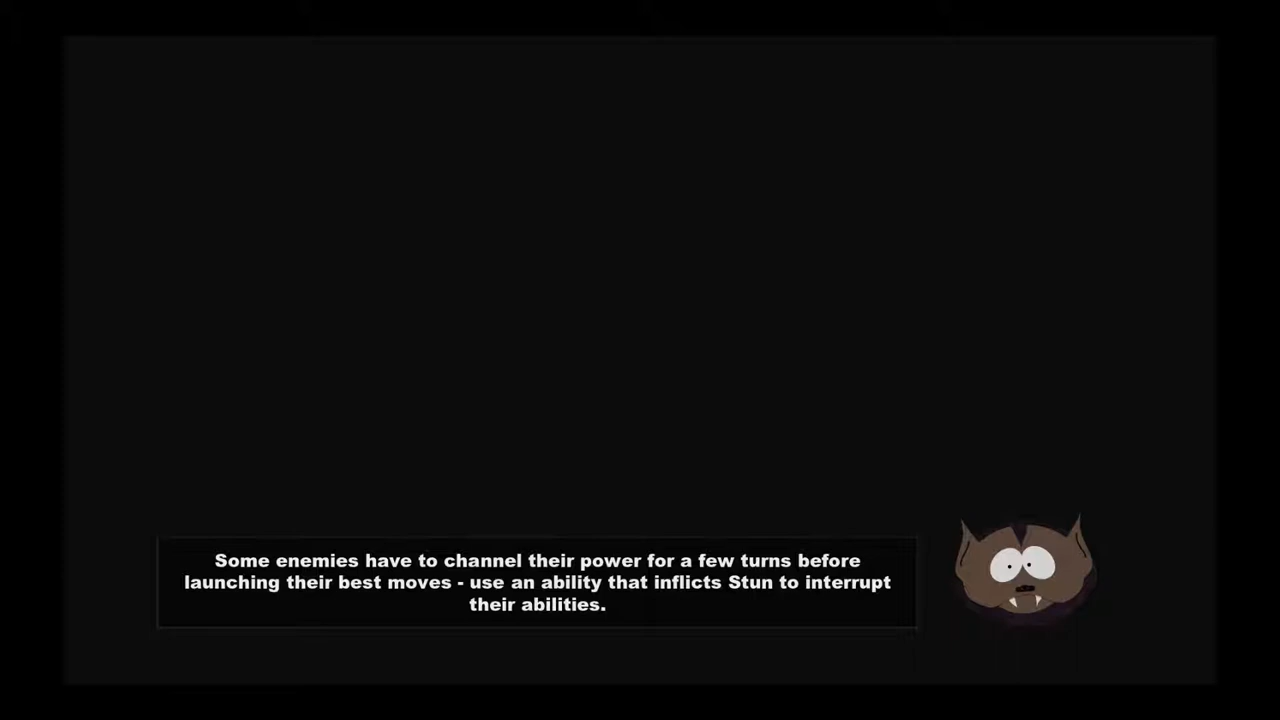 Some enemies have to channel their power for a few turns before
launching their best moves - use an ability that inflicts Stun to interrupt
their abilities.